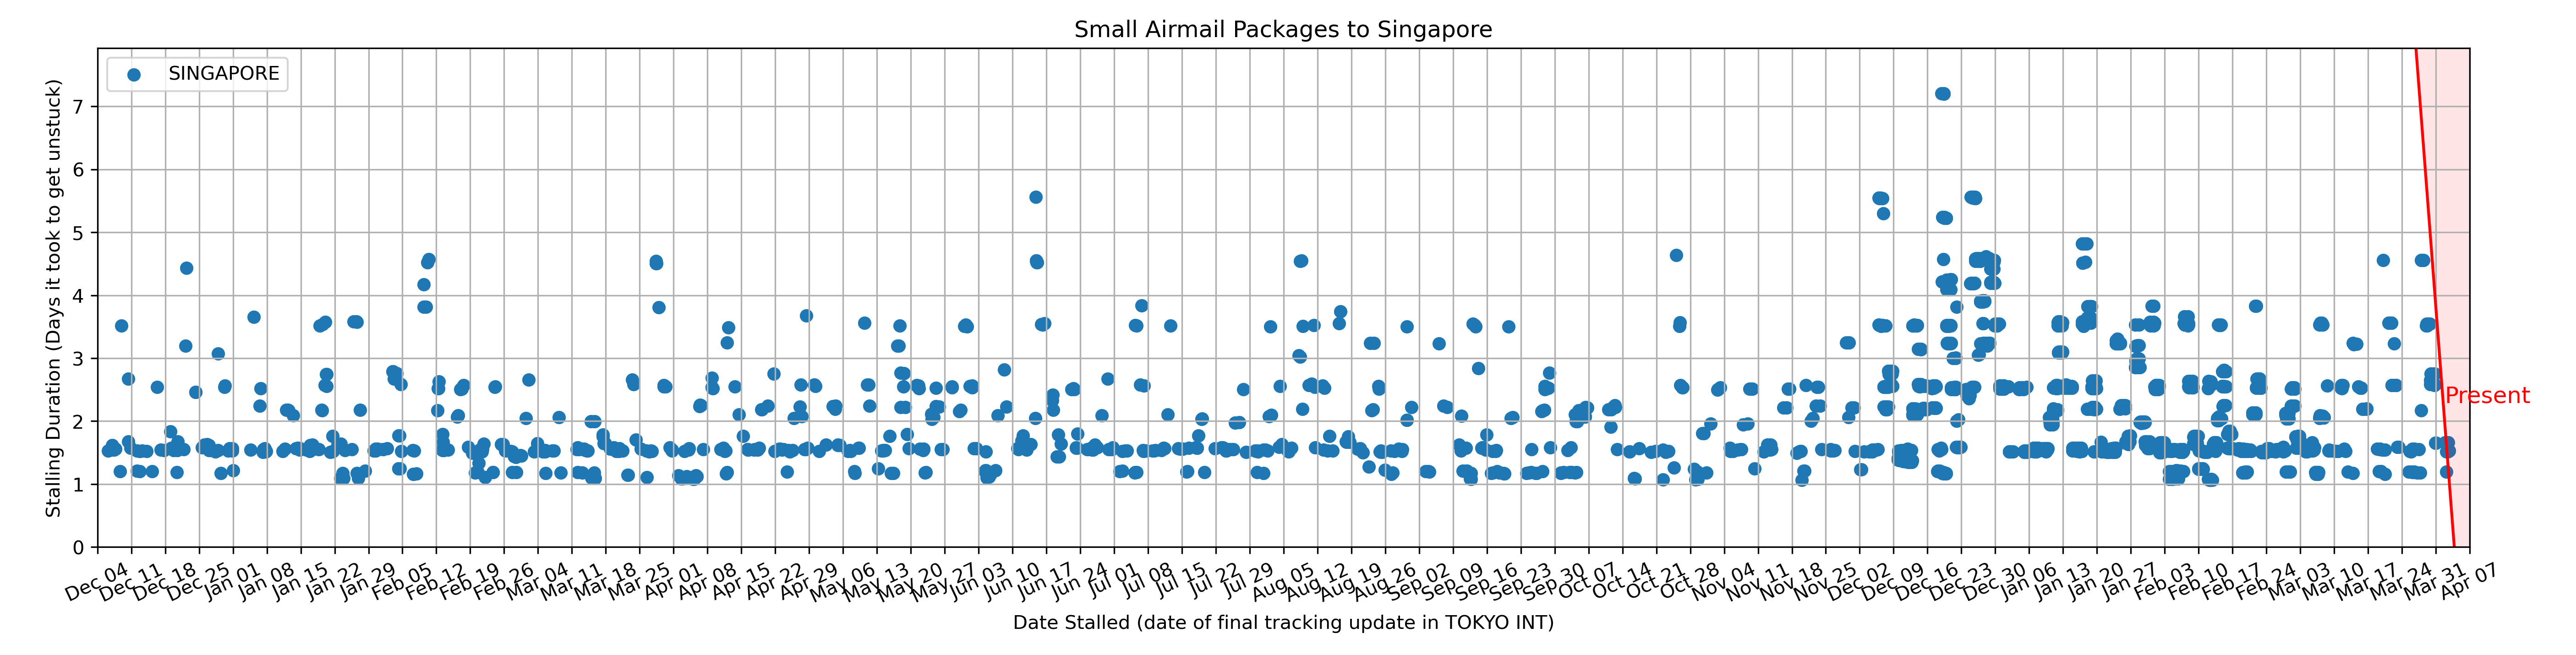 Small Airmail Packages to Singapore
SINGAPORE
Stalling Duration (Days it took to get unstuck)
7
6
5
4
3
2
1
0
Present
Dec 04 Dec 11 Dec 18 Dec 25 Jan 01 Jan 08 Jan 15 Jan 22 Jan 29 Feb 05 Feb 12 Feb 19 Feb 26 Mar 04 Mar 11 Mar 18 Mar 25 Apr 01 Apr 08 Apr 15 Apr 22 Apr 29 May 06 May 13 May 20 May 27 Jun 03 Jun 10 Jun 17 Jun 24 Jul 01 Jul 08 Jul 15 Jul 22 Jul 29 Aug 05 Aug 12 Aug 19 Aug 26 Sep 02 Sep 09 Sep 16 Sep 23 Sep 30 Oct 07 Oct 14 Oct 21 Oct 28 Nov 04 Nov 11 Nov 18 Nov 25 Dec 02 Dec 09 Dec 16 Dec 23 Dec 30 Jan 06 Jan 13 Jan 20 Jan 27 Feb 03 Feb 10 Feb 17 Feb 24 Mar 03 Mar 10 Mar 17 Mar 24 Mar 31 Apr 07
Date Stalled (date of final tracking update in TOKYO INT)